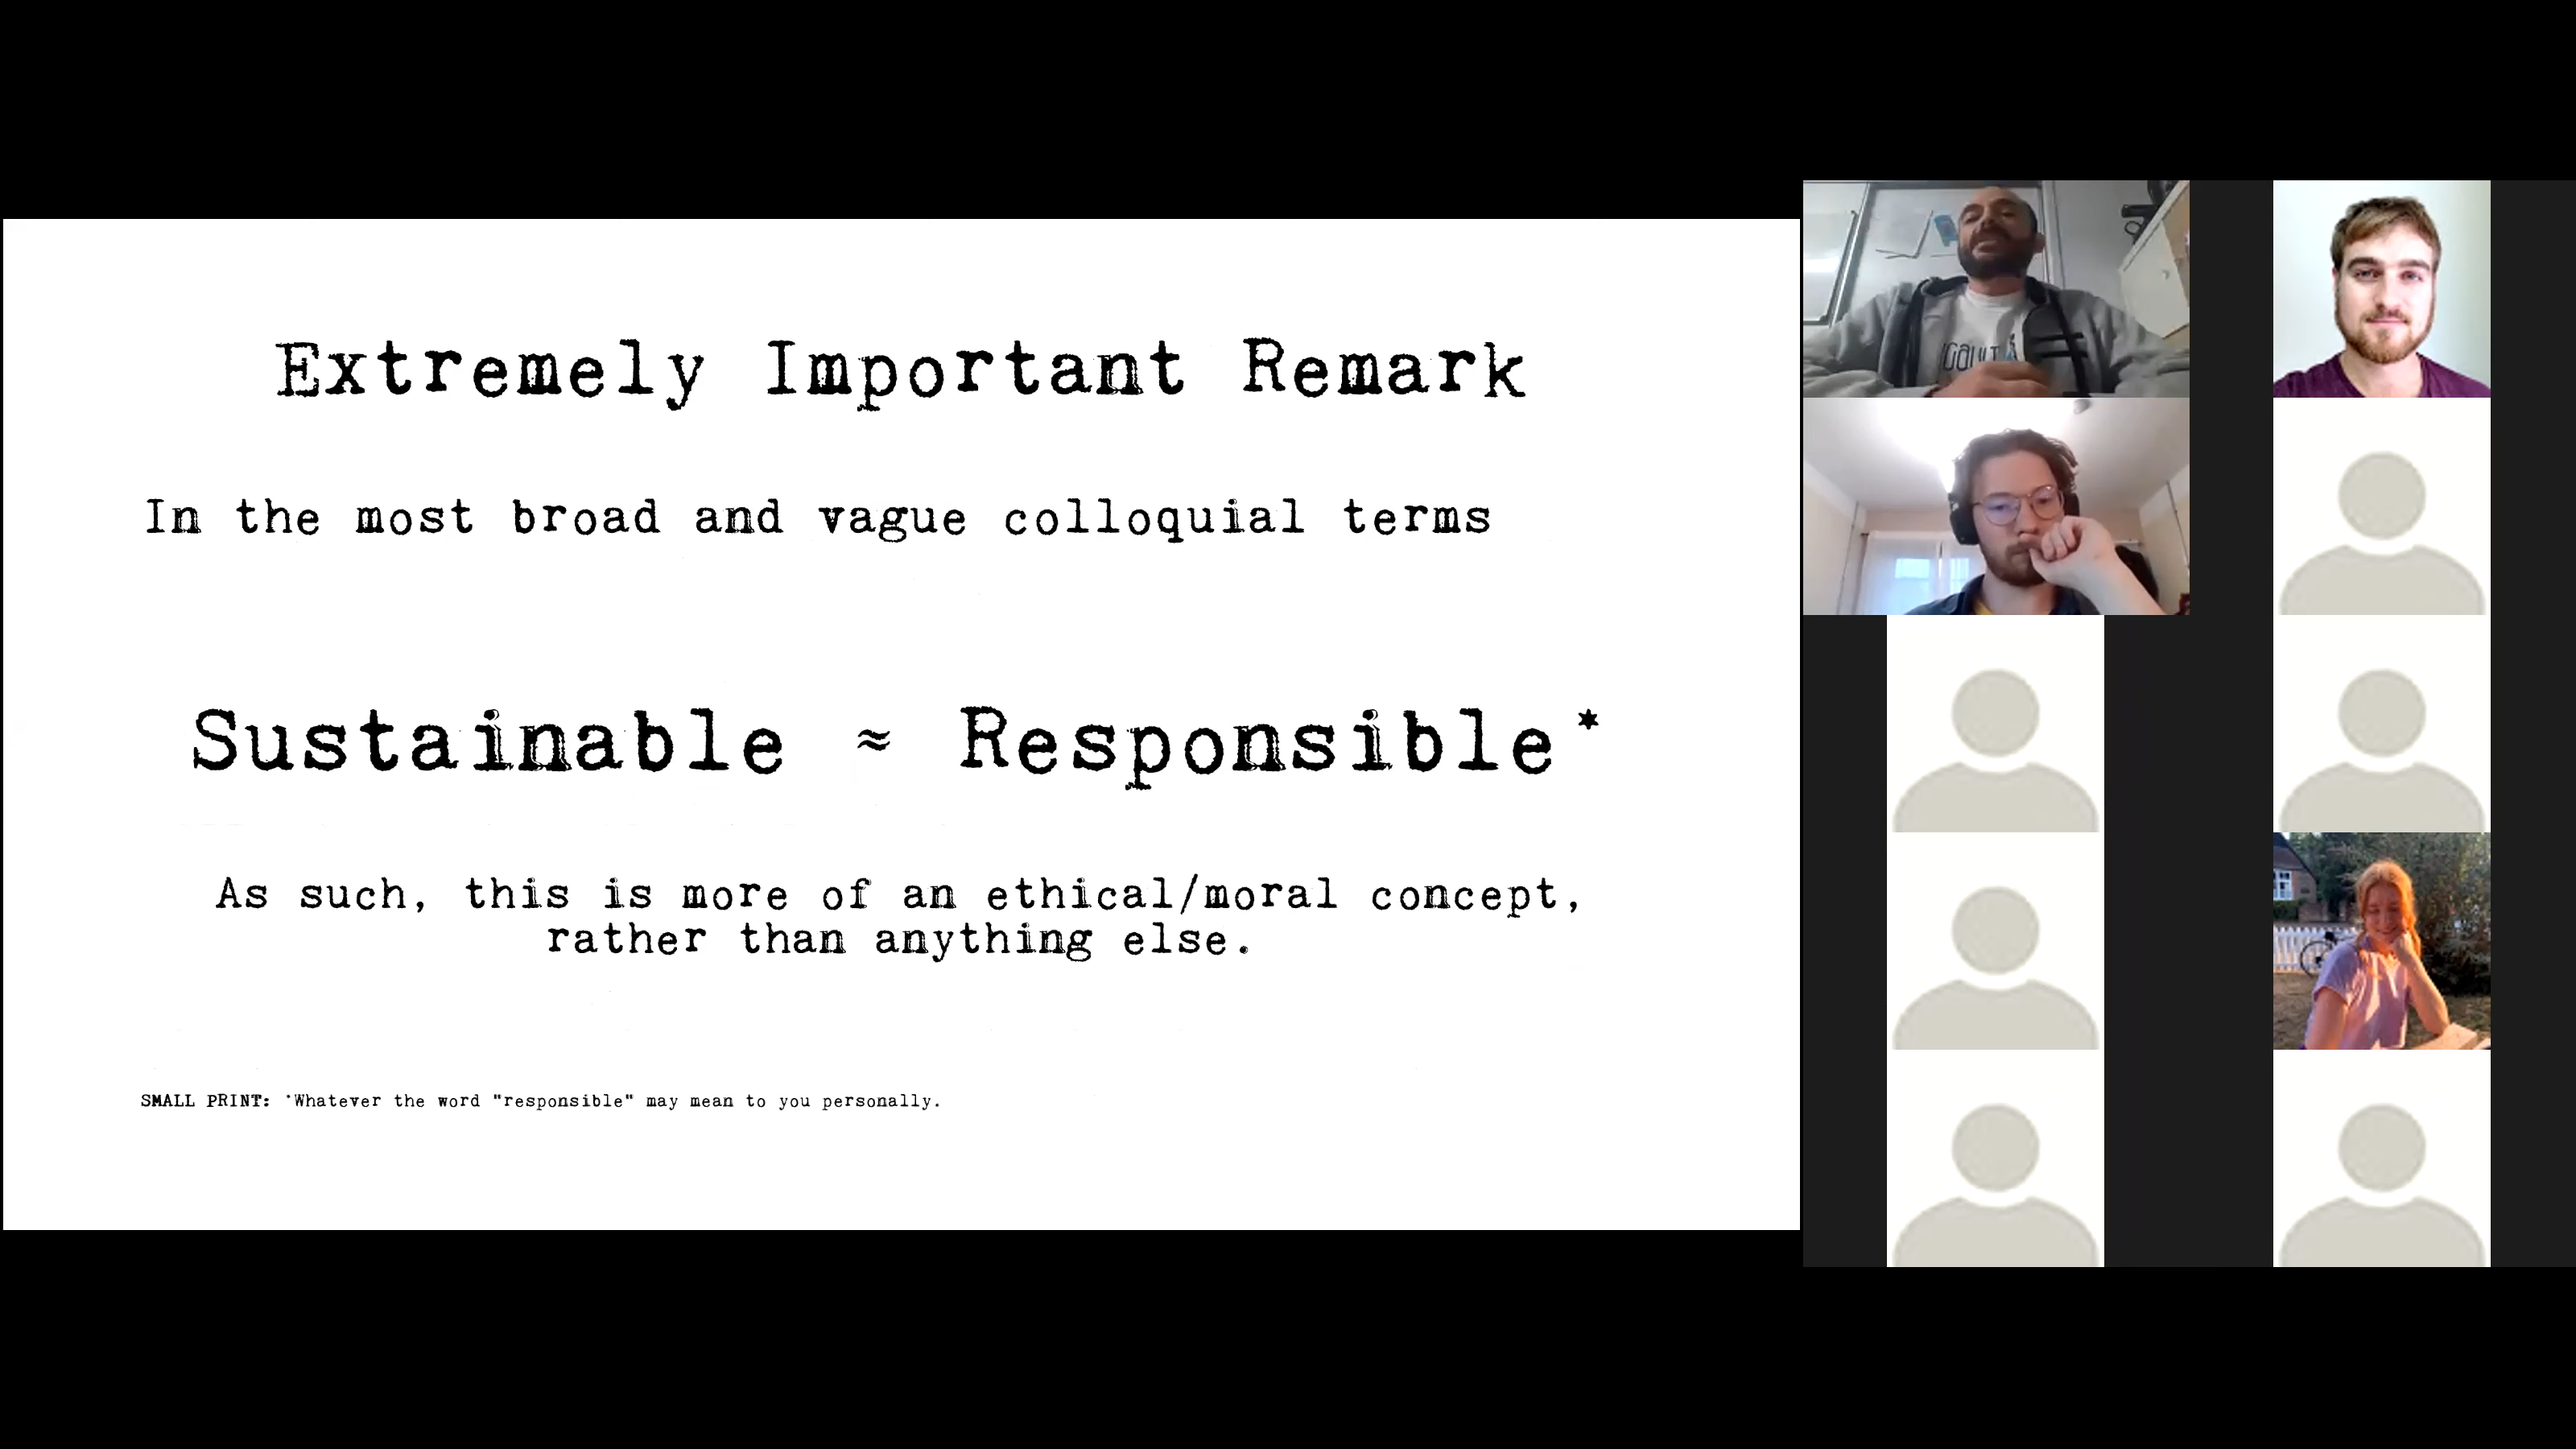 Extremely Important Remark
In the most broad and vague colloquial terms
Sustainable ≈ Responsible*
As such, this is more of an ethical/moral concept,
rather than anything else.
SMALL PRINT: *Whatever the word "responsible" may mean to you personally.